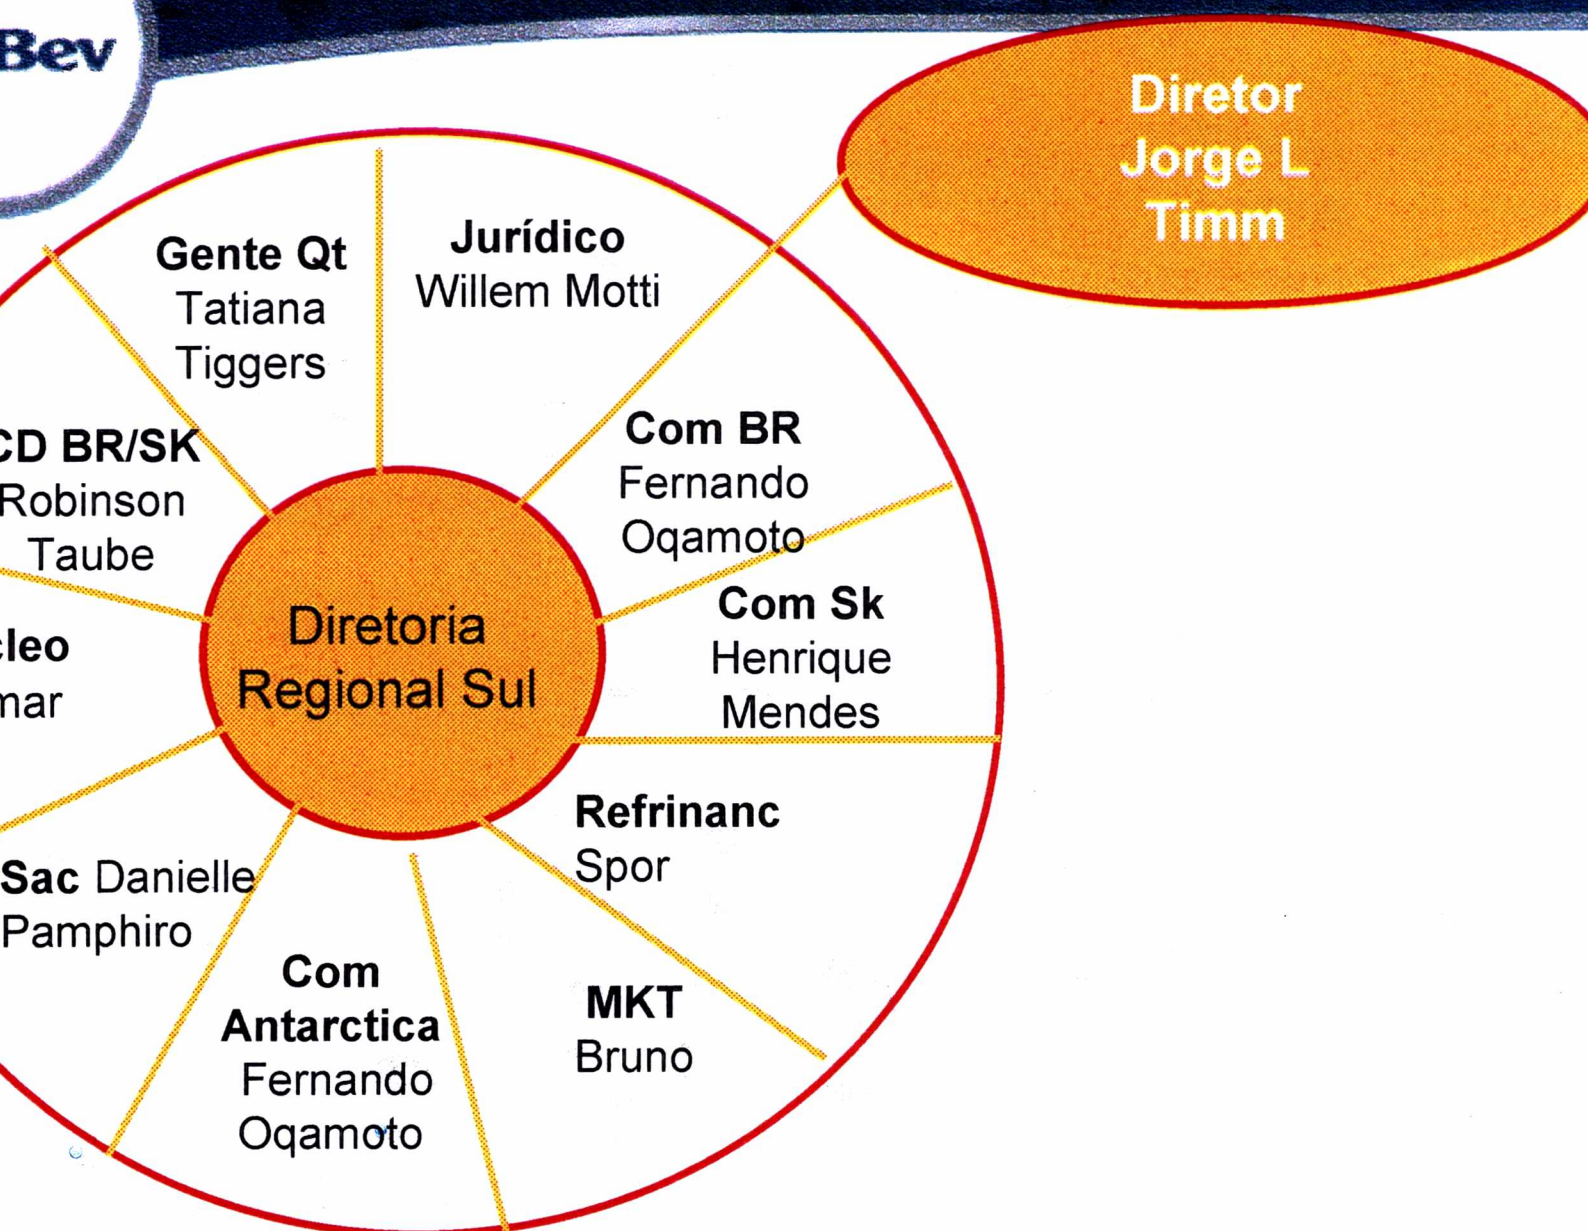 Bev
Diretor
Jorge L
Timm
Gente Qt
Tatiana
Tiggers
Jurídico
Willem Motti
Com BR
Fernando
Oqamoto
Com Sk
Henrique
Mendes
Refrinanc
Spor
MKT
Bruno
Com
Antarctica
Fernando
Oqamoto
Sac Danielle
Pamphiro
cleo
mar
CD BR/SK
Robinson
Taube
Diretoria
Regional Sul